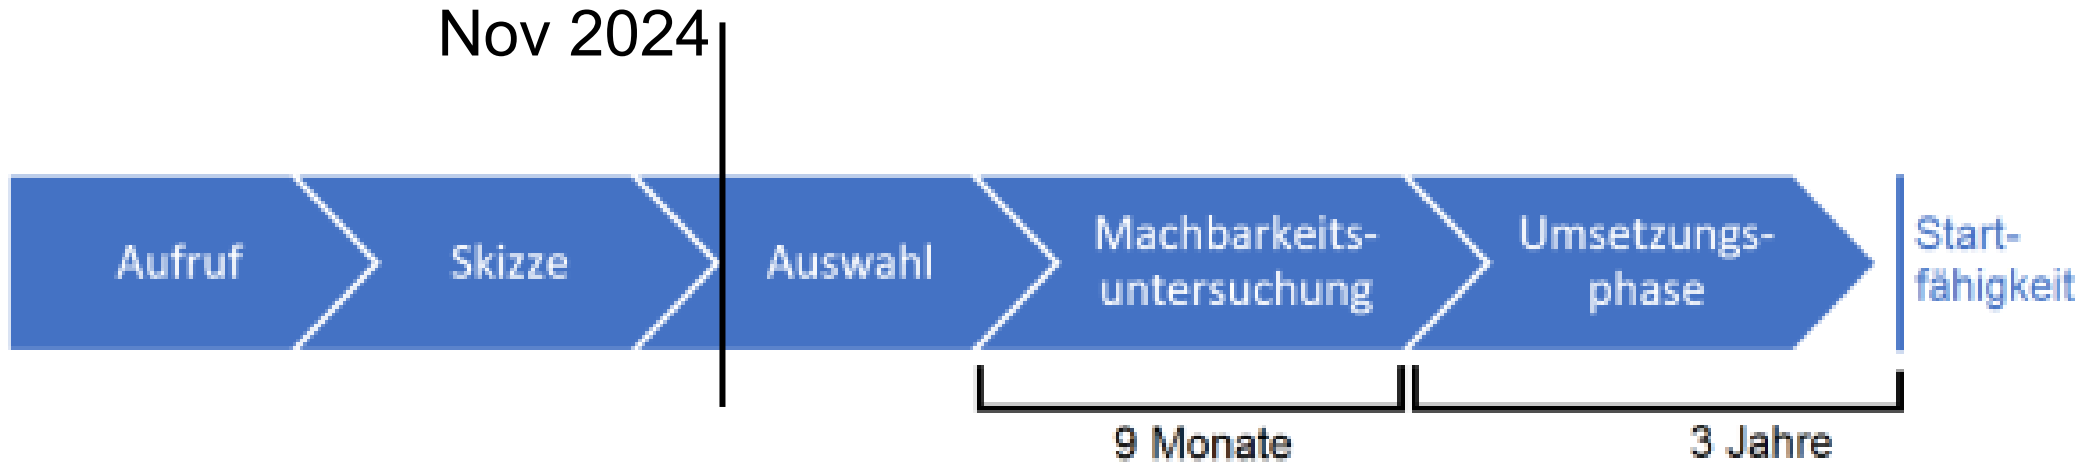 Nov 2024
Aufruf
Skizze
Auswahl
Machbarkeits-
untersuchung
Umsetzungs-
phase
Start-
fähigkeit
9 Monate
3 Jahre